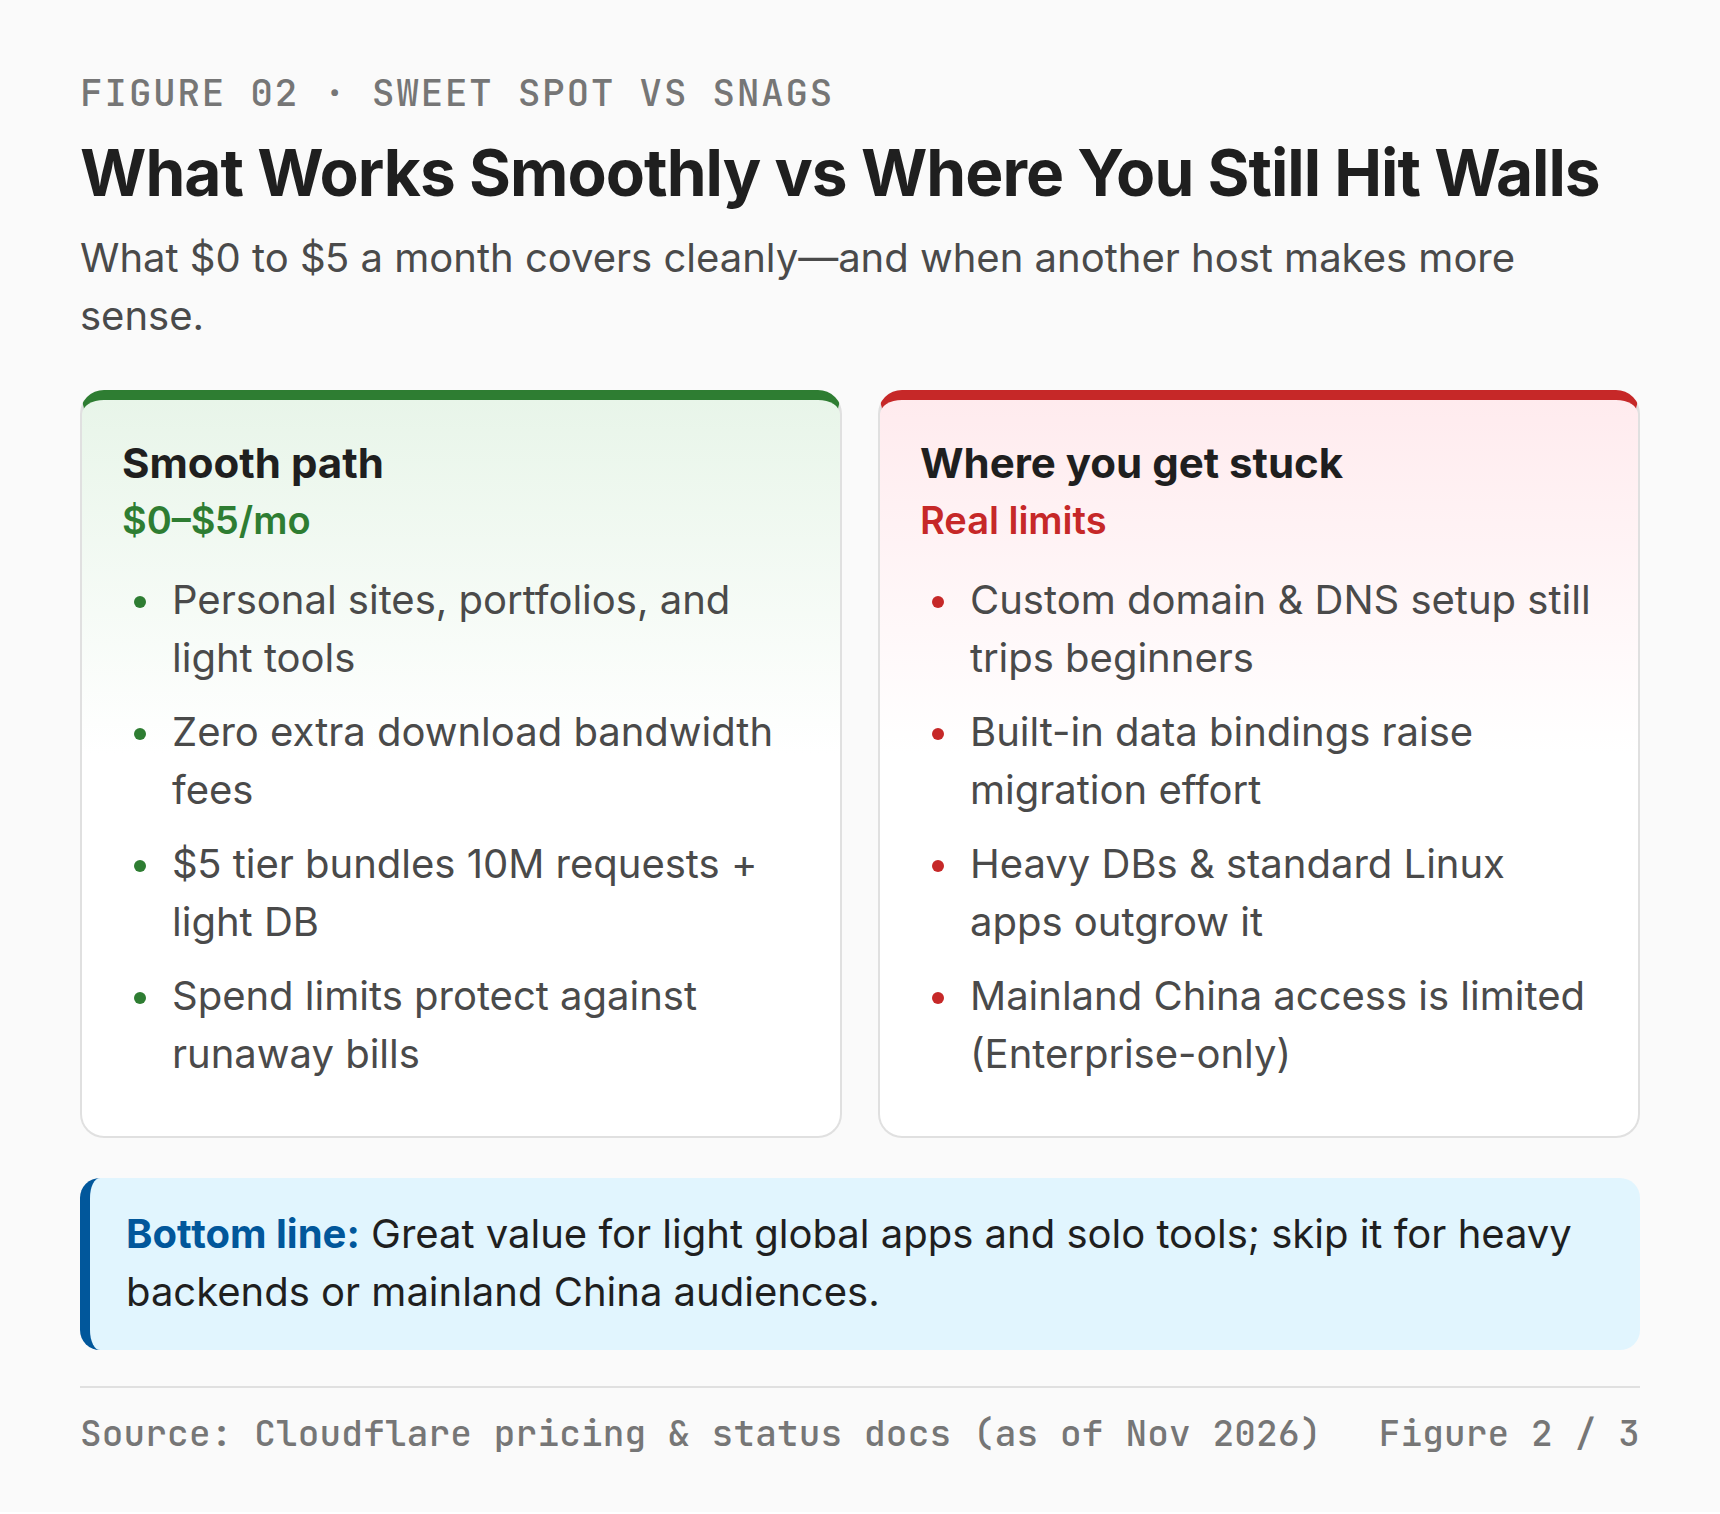 FIGURE 02 · SWEET SPOT VS SNAGS
What Works Smoothly vs Where You Still Hit Walls
What $0 to $5 a month covers cleanly—and when another host makes more
sense.
Smooth path
$0–$5/mo
• Personal sites, portfolios, and
light tools
• Zero extra download bandwidth
fees
• $5 tier bundles 10M requests +
light DB
• Spend limits protect against
runaway bills
Where you get stuck
Real limits
• Custom domain & DNS setup still
trips beginners
• Built-in data bindings raise
migration effort
• Heavy DBs & standard Linux
apps outgrow it
• Mainland China access is limited
(Enterprise-only)
Bottom line: Great value for light global apps and solo tools; skip it for heavy
backends or mainland China audiences.
Source: Cloudflare pricing & status docs (as of Nov 2026)
Figure 2 / 3